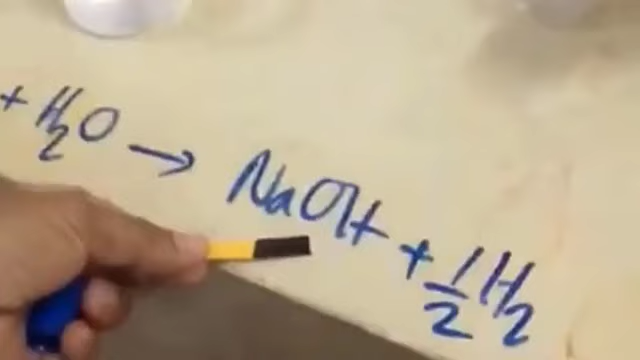 + H₂O → NaOH + 1/2 H₂